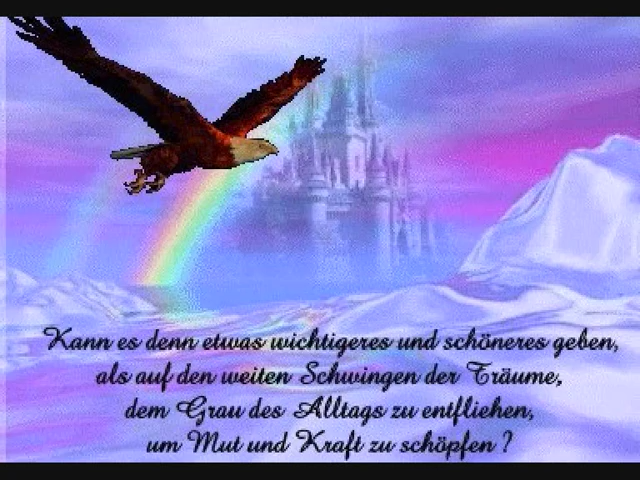 Kann es denn etwas wichtigeres und schöneres geben,
als auf den weiten Schwingen der Träume,
dem Grau des Alltags zu entfliehen,
um Mut und Kraft zu schöpfen ?